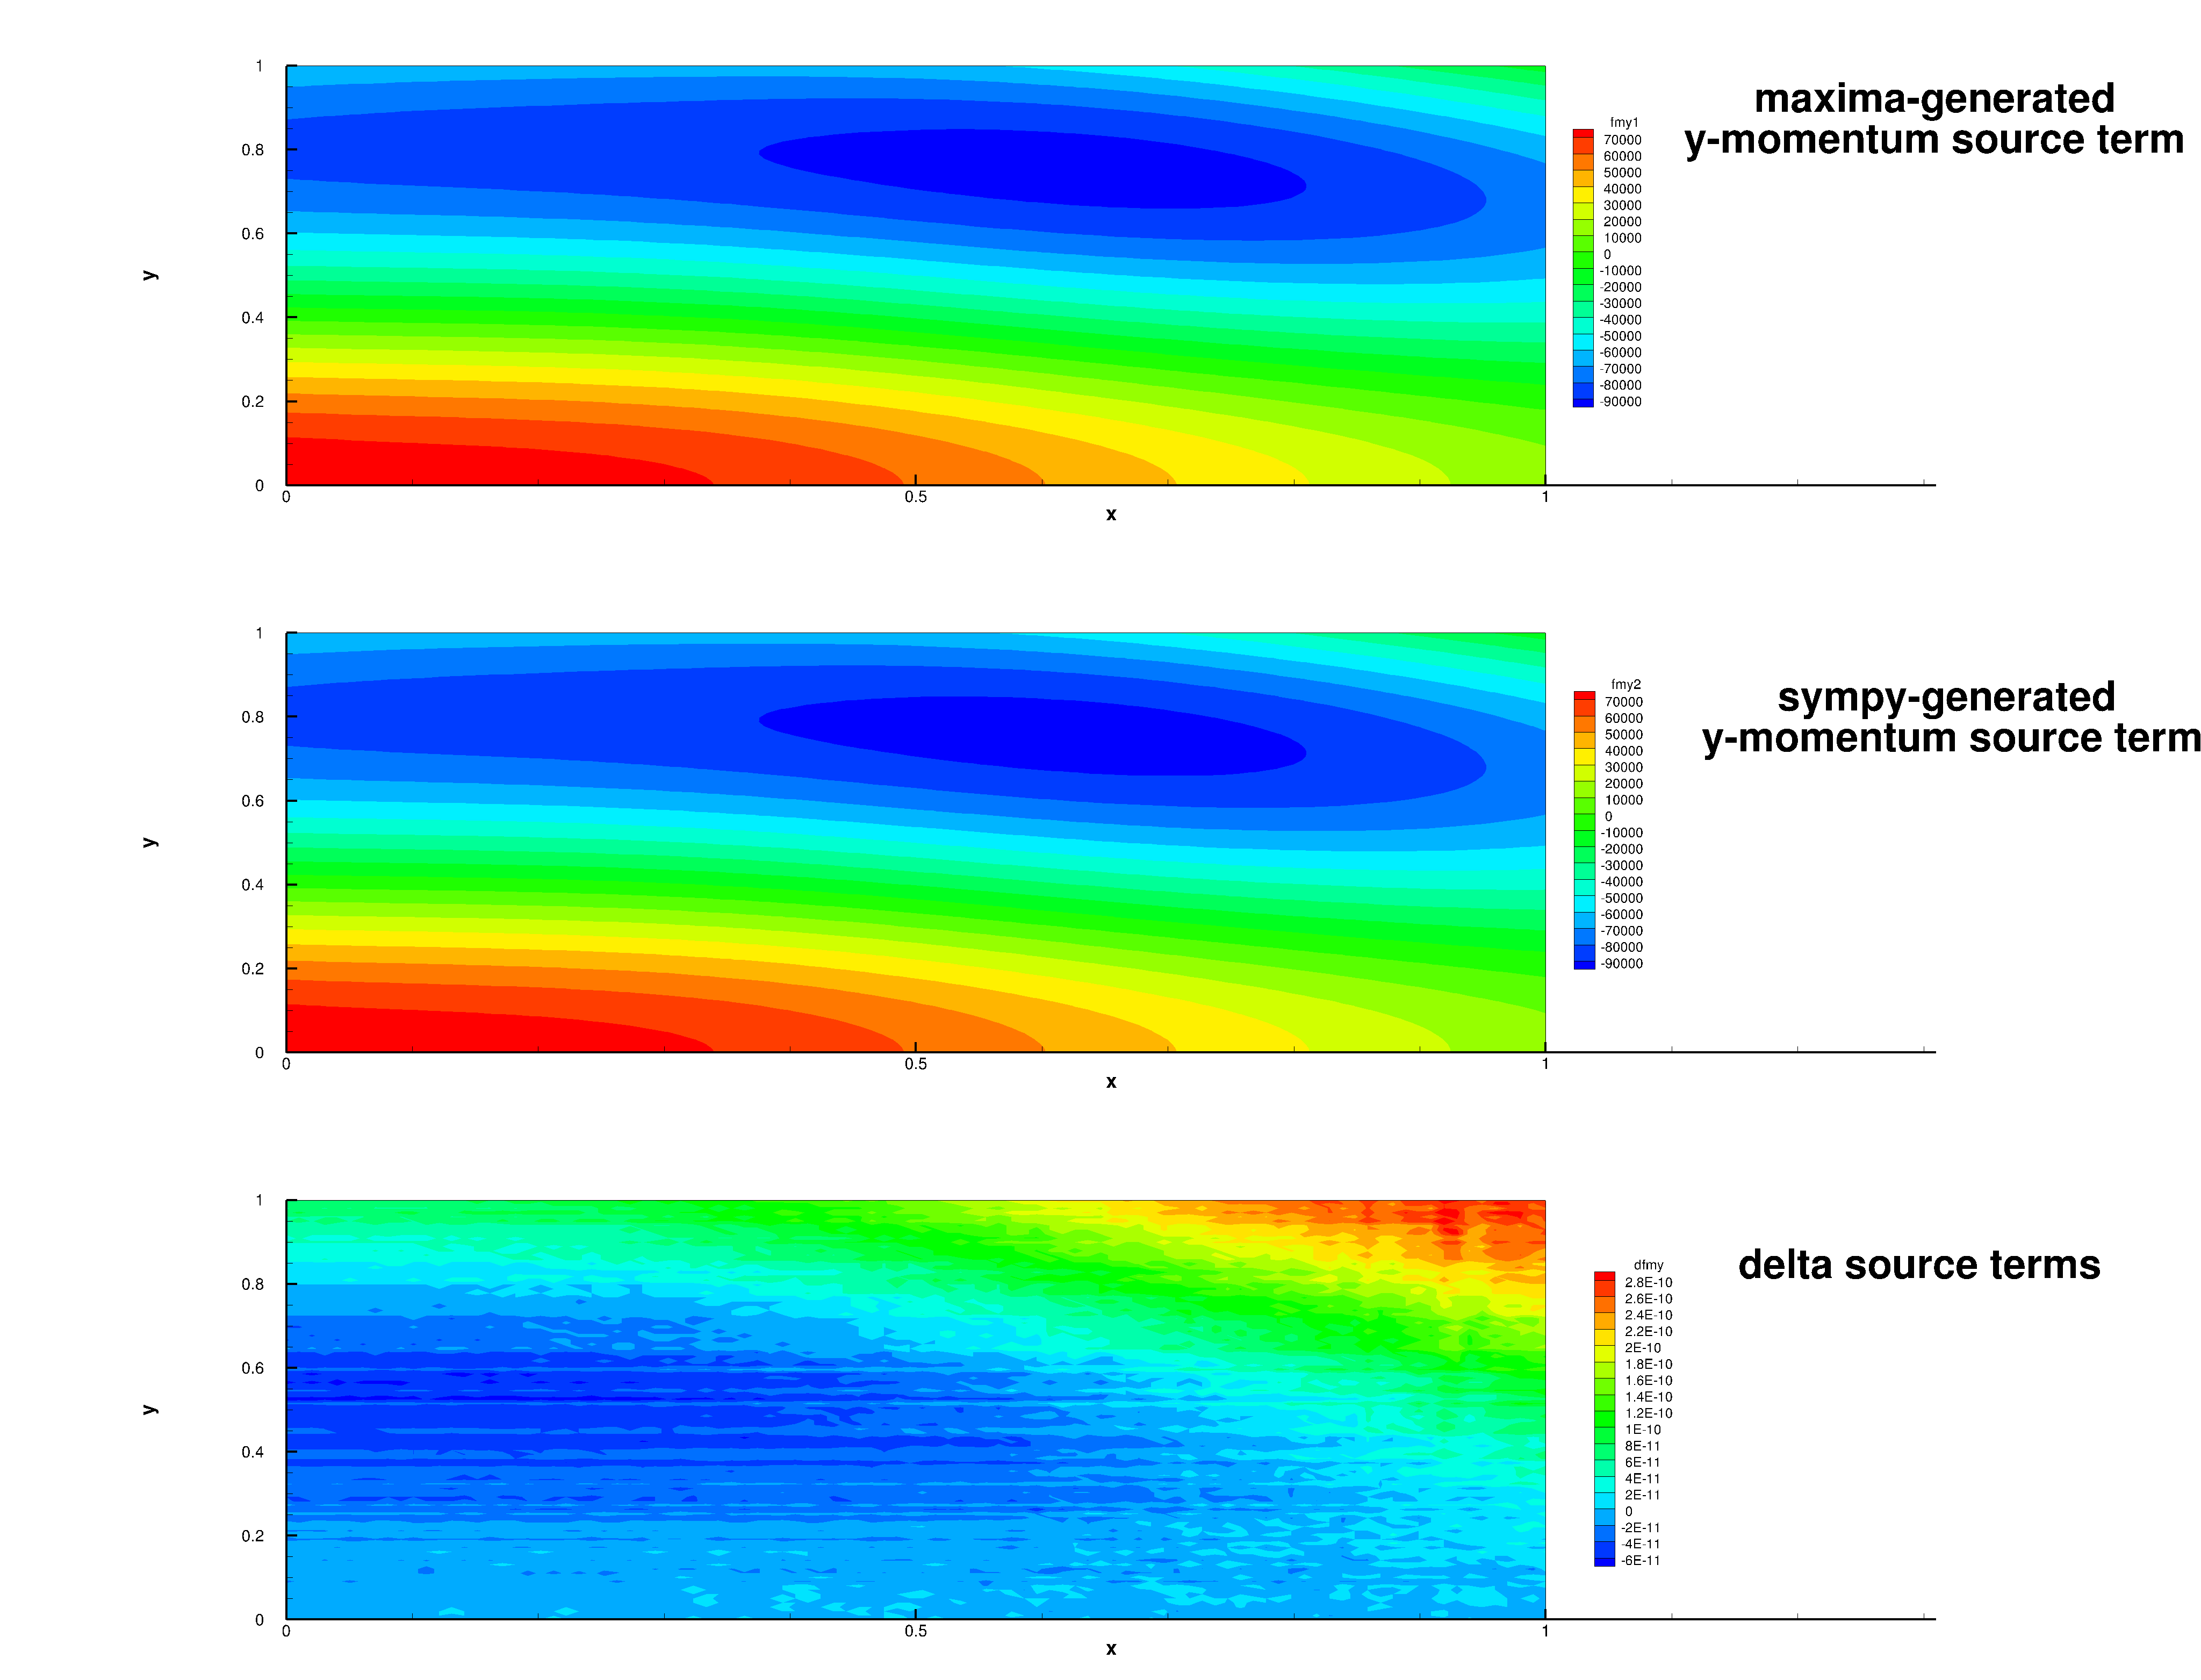 maxima-generated
y-momentum source term
fmy1
70000
60000
50000
40000
30000
20000
10000
0
-10000
-20000
-30000
-40000
-50000
-60000
-70000
-80000
-90000
1
0.8
0.6
0.4
0.2
0
y
0
0.5
1
x
sympy-generated
y-momentum source term
fmy2
70000
60000
50000
40000
30000
20000
10000
0
-10000
-20000
-30000
-40000
-50000
-60000
-70000
-80000
-90000
1
0.8
0.6
0.4
0.2
0
y
0
0.5
1
x
delta source terms
dfmy
2.8E-10
2.6E-10
2.4E-10
2.2E-10
2E-10
1.8E-10
1.6E-10
1.4E-10
1.2E-10
1E-10
8E-11
6E-11
4E-11
2E-11
0
-2E-11
-4E-11
-6E-11
1
0.8
0.6
0.4
0.2
0
y
0
0.5
1
x